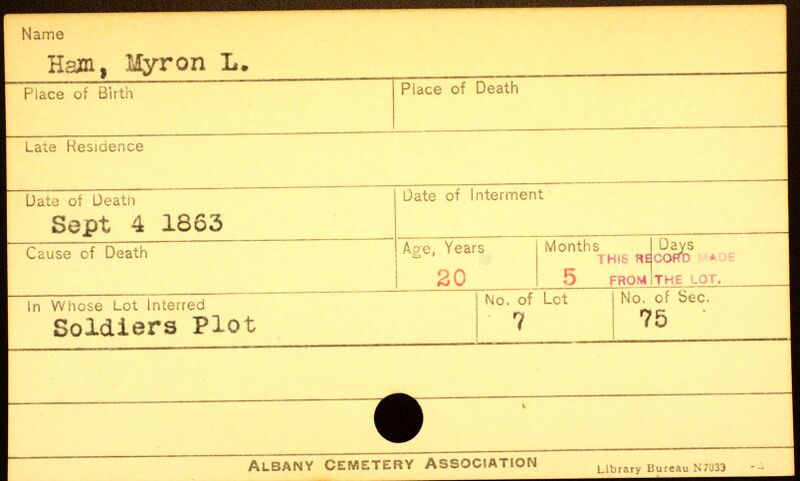 Name
Ham, Myron L.
Place of Birth
Place of Death
Late Residence
Date of Death
Date of Interment
Sept 4 1863
Cause of Death
Age, Years
Months
Days
20
5
THIS RECORD MADE
FROM THE LOT.
In Whose Lot Interred
No. of Lot
No. of Sec.
Soldiers Plot
7
75
ALBANY CEMETERY ASSOCIATION
Library Bureau N7033